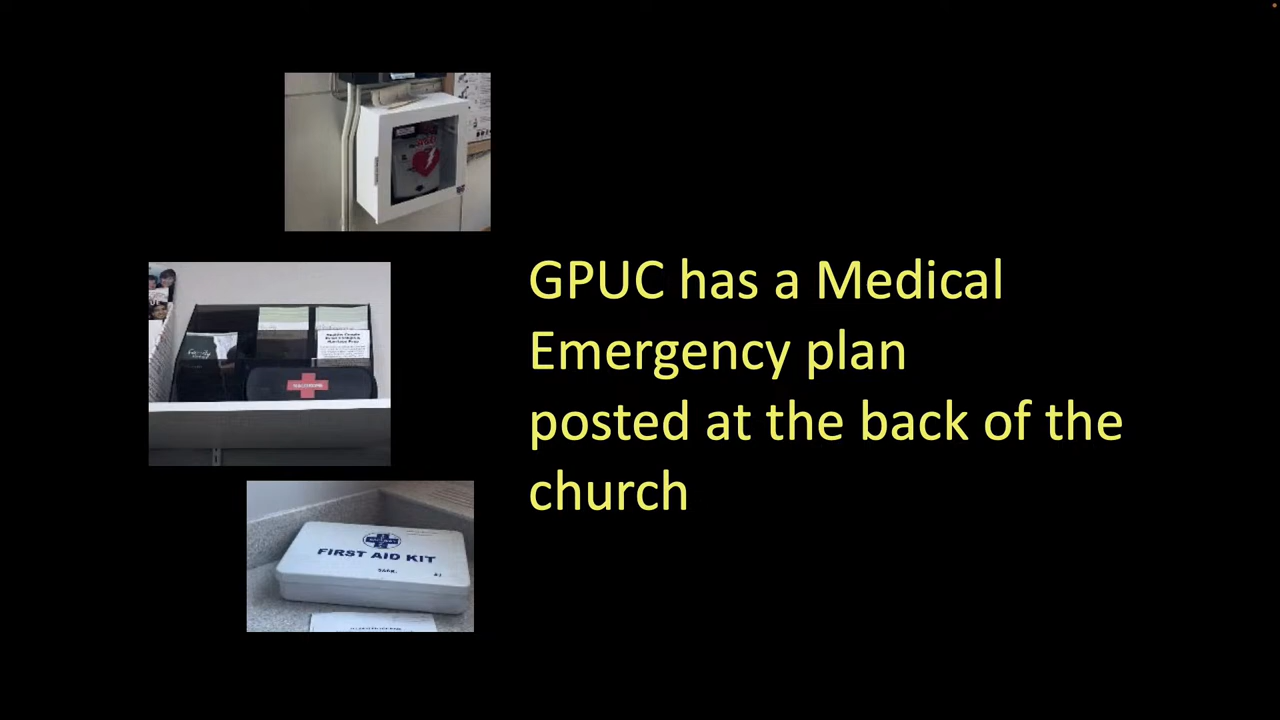 GPUC has a Medical
Emergency plan
posted at the back of the
church
FIRST AID KIT